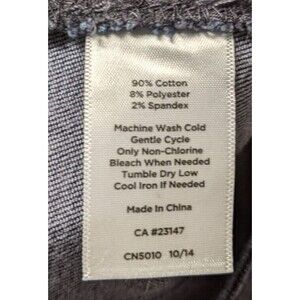 90% Cotton
8% Polyester
2% Spandex
Machine Wash Cold
Gentle Cycle
Only Non-Chlorine
Bleach When Needed
Tumble Dry Low
Cool Iron If Needed
Made In China
CA #23147
CN5010 10/14